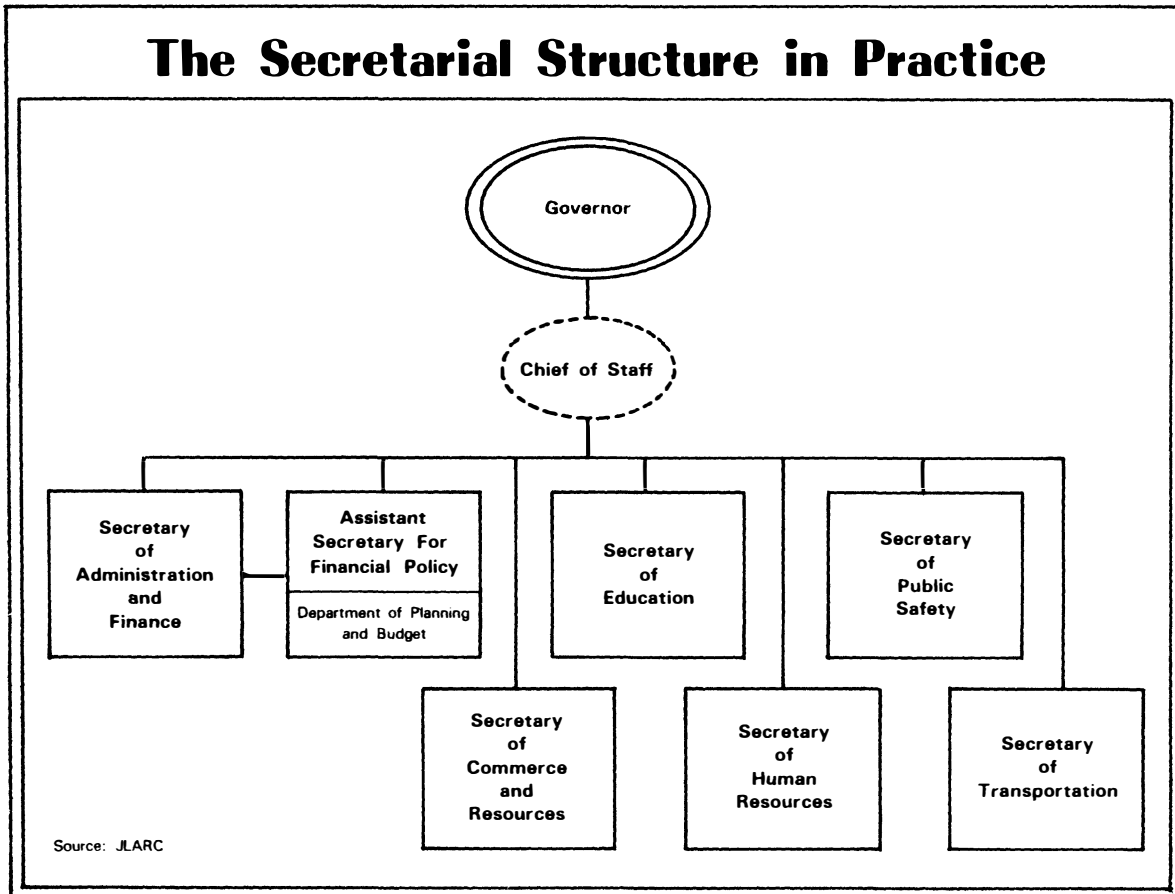 The Secretarial Structure in Practice
Governor
Chief of Staff
Secretary
of
Administration
and
Finance
Assistant
Secretary For
Financial Policy
Department of Planning
and Budget
Secretary
of
Education
Secretary
of
Public
Safety
Secretary
of
Commerce
and
Resources
Secretary
of
Human
Resources
Secretary
of
Transportation
Source: JLARC